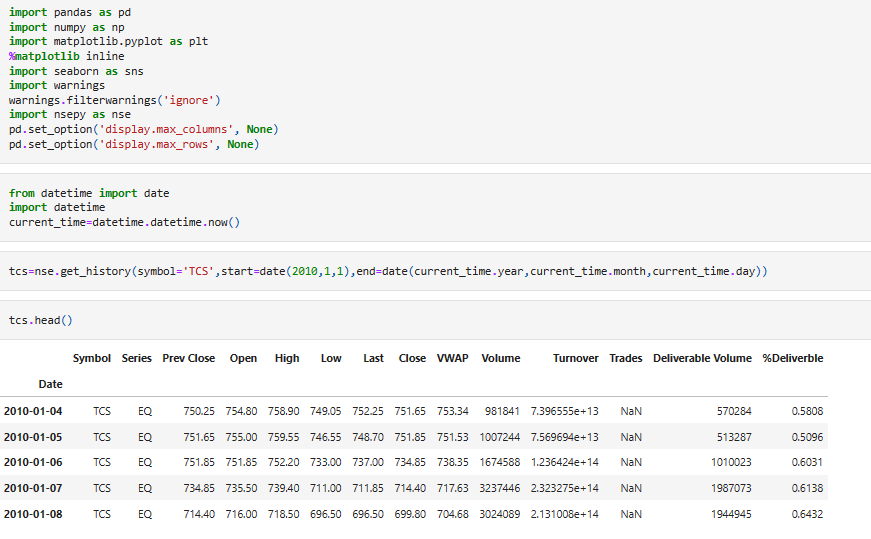 import pandas as pd
import numpy as np
import matplotlib.pyplot as plt
%matplotlib inline
import seaborn as sns
import warnings
warnings.filterwarnings('ignore')
import nsepy as nse
pd.set_option('display.max_columns', None)
pd.set_option('display.max_rows', None)
from datetime import date
import datetime
current_time=datetime.datetime.now()
tcs=nse.get_history(symbol='TCS',start=date(2010,1,1),end=date(current_time.year,current_time.month,current_time.day))
tcs.head()
Symbol Series Prev Close Open High Low Last Close VWAP Volume Turnover Trades Deliverable Volume %Deliverble
Date
2010-01-04 TCS EQ 750.25 754.80 758.90 749.05 752.25 751.65 753.34 981841 7.396555e+13 NaN 570284 0.5808
2010-01-05 TCS EQ 751.65 755.00 759.55 746.55 748.70 751.85 751.53 1007244 7.569694e+13 NaN 513287 0.5096
2010-01-06 TCS EQ 751.85 751.85 752.20 733.00 737.00 734.85 738.35 1674588 1.236424e+14 NaN 1010023 0.6031
2010-01-07 TCS EQ 734.85 735.50 739.40 711.00 711.85 714.40 717.63 3237446 2.323275e+14 NaN 1987073 0.6138
2010-01-08 TCS EQ 714.40 716.00 718.50 696.50 696.50 699.80 704.68 3024089 2.131008e+14 NaN 1944945 0.6432